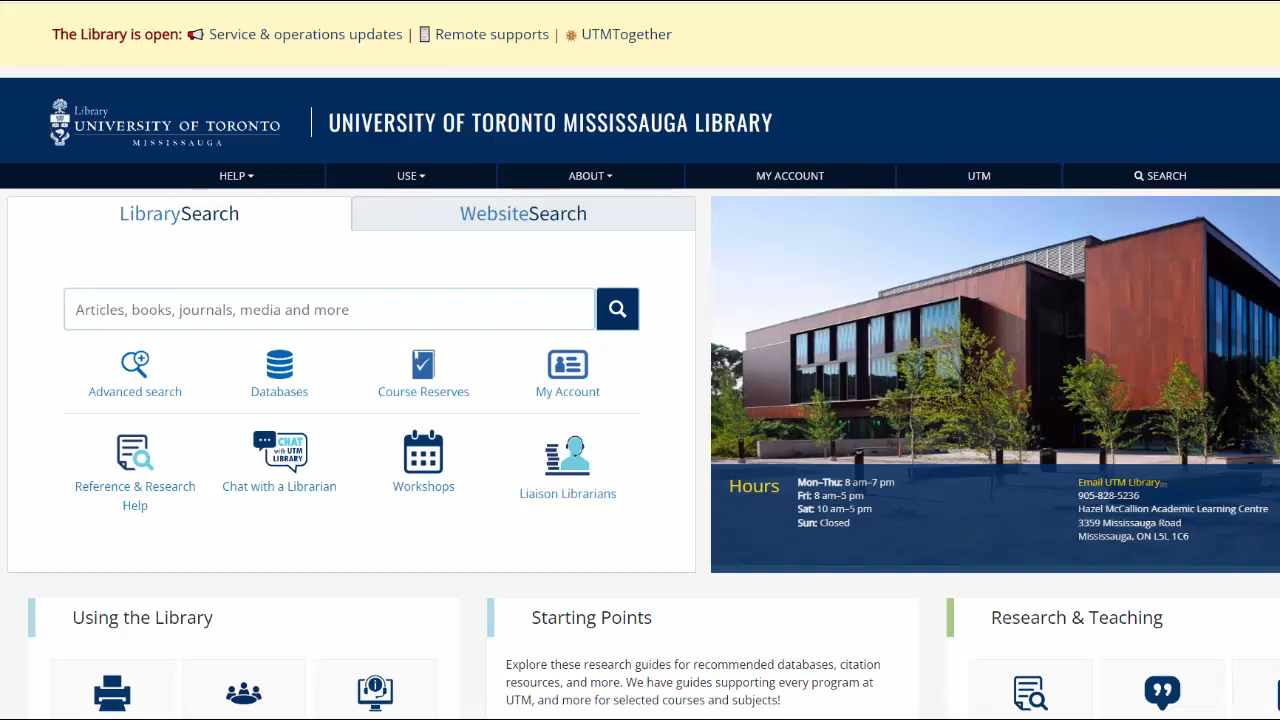 The Library is open: Service & operations updates | Remote supports | UTMTogether
Library
UNIVERSITY OF TORONTO
MISSISSAUGA
UNIVERSITY OF TORONTO MISSISSAUGA LIBRARY
HELP USE ABOUT MY ACCOUNT UTM SEARCH
LibrarySearch WebsiteSearch
Articles, books, journals, media and more
Advanced search Databases Course Reserves My Account
CHAT
with UTM
LIBRARY
Reference & Research Help
Chat with a Librarian
Workshops
Liaison Librarians
Hours
Mon–Thu: 8 am–7 pm
Fri: 8 am–5 pm
Sat: 10 am–5 pm
Sun: Closed
Email UTM Library
905-828-5236
Hazel McCallion Academic Learning Centre
3359 Mississauga Road
Mississauga, ON L5L 1C6
Using the Library
Starting Points
Explore these research guides for recommended databases, citation
resources, and more. We have guides supporting every program at
UTM, and more for selected courses and subjects!
Research & Teaching